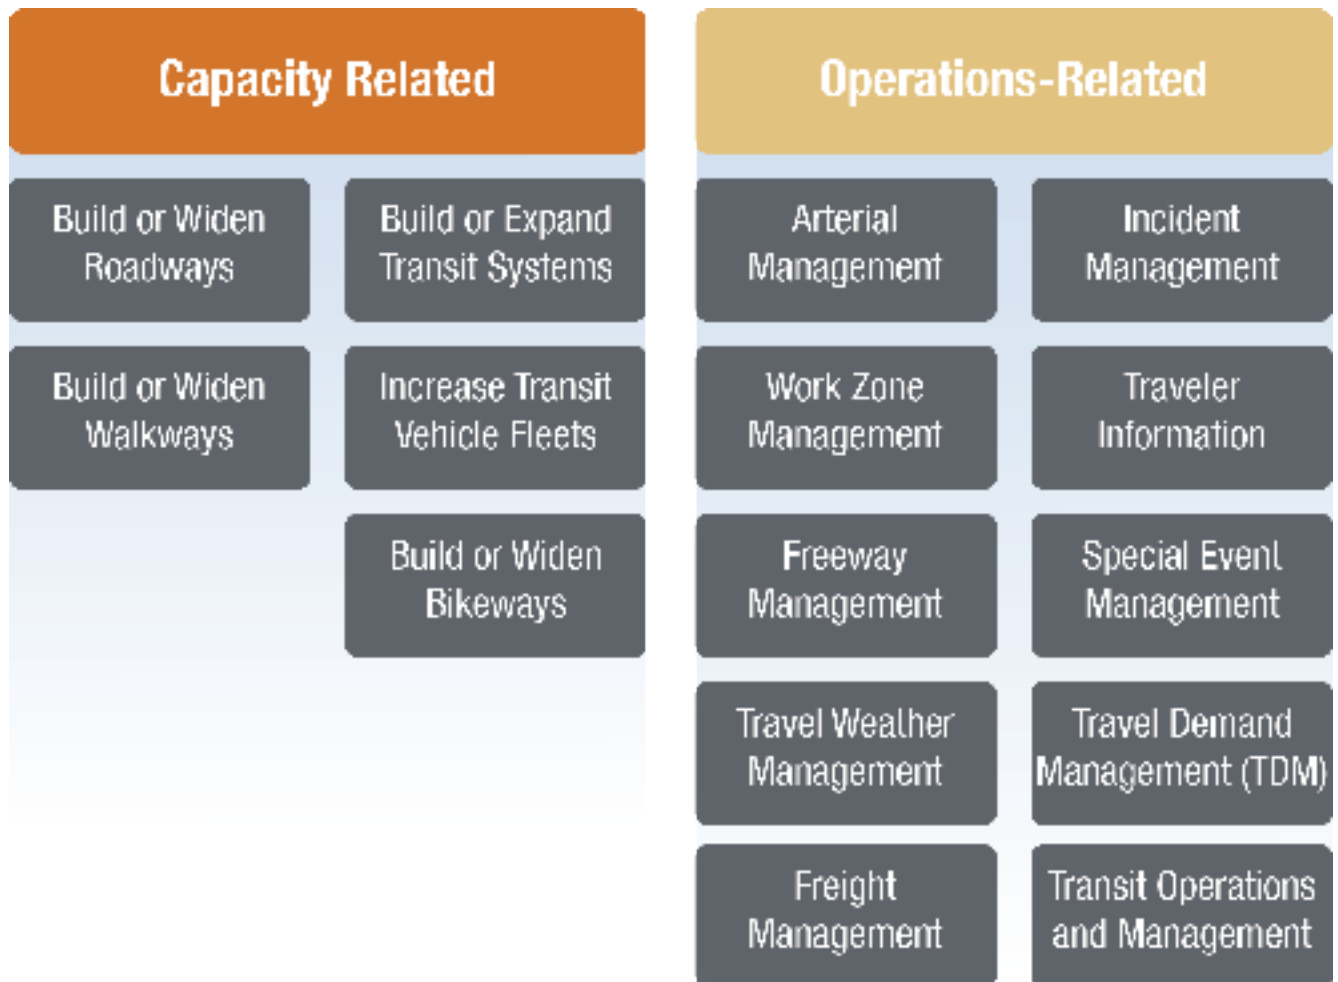 Capacity Related
Build or Widen
Roadways
Build or Expand
Transit Systems
Build or Widen
Walkways
Increase Transit
Vehicle Fleets
Build or Widen
Bikeways
Operations-Related
Arterial
Management
Incident
Management
Work Zone
Management
Traveler
Information
Freeway
Management
Special Event
Management
Travel Weather
Management
Travel Demand
Management (TDM)
Freight
Management
Transit Operations
and Management